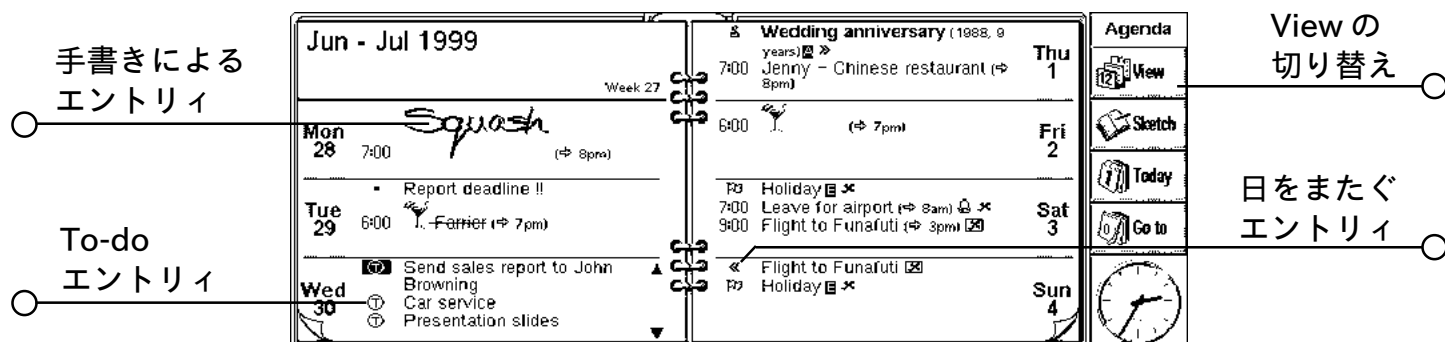 手書きによる
エントリィ
To-do
エントリィ
Jun - Jul 1999
Week 27
Mon
28
7:00
Squash
(⇨ 8pm)
Tue
29
▪ Report deadline !!
6:00 Farrier (⇨ 7pm)
Wed
30
Ⓣ Send sales report to John
Browning
Ⓣ Car service
Ⓣ Presentation slides
Wedding anniversary (1988, 9
years) »
7:00 Jenny – Chinese restaurant (⇨
8pm)
Thu
1
6:00 (⇨ 7pm)
Fri
2
Holiday
7:00 Leave for airport (⇨ 8am)
9:00 Flight to Funafuti (⇨ 3pm)
Sat
3
« Flight to Funafuti
Holiday
Sun
4
Agenda
View
Sketch
Today
Go to
View の
切り替え
日をまたぐ
エントリィ